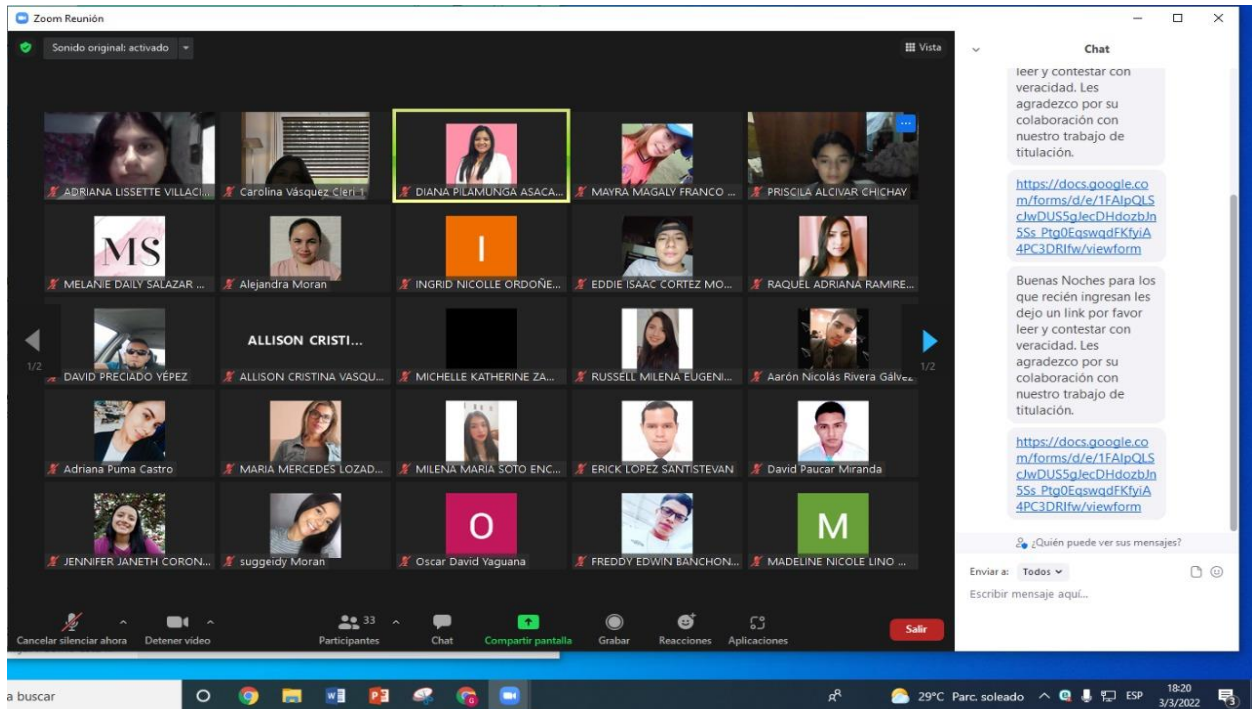 Zoom Reunión
Sonido original: activado
Vista
ADRIANA LISSETTE VILLACI...
Carolina Vásquez Cleri 1
DIANA PILAMUNGA ASACA...
MAYRA MAGALY FRANCO ...
PRISCILA ALCIVAR CHICHAY
MS
MELANIE DAILY SALAZAR ...
Alejandra Moran
I
INGRID NICOLLE ORDOÑE...
EDDIE ISAAC CORTEZ MO...
RAQUEL ADRIANA RAMIRE...
1/2
DAVID PRECIADO YÉPEZ
ALLISON CRISTI...
ALLISON CRISTINA VASQU...
MICHELLE KATHERINE ZA...
RUSSELL MILENA EUGENI...
Aarón Nicolás Rivera Gálvez
1/2
Adriana Puma Castro
MARIA MERCEDES LOZAD...
MILENA MARIA SOTO ENC...
ERICK LOPEZ SANTISTEVAN
David Paucar Miranda
JENNIFER JANETH CORON...
suggeidy Moran
O
Oscar David Yaguana
FREDDY EDWIN BANCHON...
M
MADELINE NICOLE LINO ...
Cancelar silenciar ahora
Detener video
33
Participantes
Chat
Compartir pantalla
Grabar
Reacciones
Aplicaciones
Salir
Chat
leer y contestar con
veracidad. Les
agradezco por su
colaboración con
nuestro trabajo de
titulación.
https://docs.google.co
m/forms/d/e/1FAIpQLS
cJwDUS5gJecDHdozbJn
5Ss_Ptg0EqswqdFKfyiA
4PC3DRIfw/viewform
Buenas Noches para los
que recién ingresan les
dejo un link por favor
leer y contestar con
veracidad. Les
agradezco por su
colaboración con
nuestro trabajo de
titulación.
https://docs.google.co
m/forms/d/e/1FAIpQLS
cJwDUS5gJecDHdozbJn
5Ss_Ptg0EqswqdFKfyiA
4PC3DRIfw/viewform
¿Quién puede ver sus mensajes?
Enviar a: Todos
Escribir mensaje aquí...
a buscar
29°C Parc. soleado
ESP
18:20
3/3/2022
3